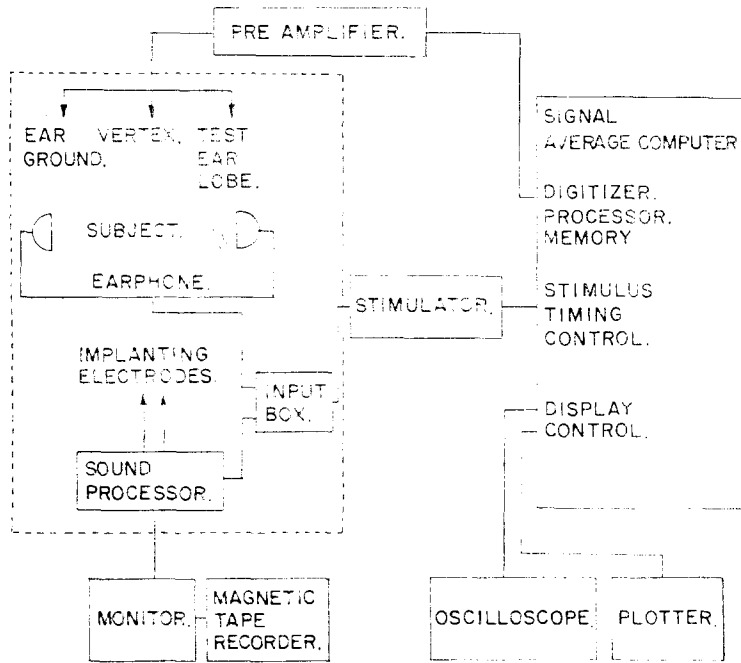 PRE AMPLIFIER.
EAR
GROUND.
VERTEX.
TEST
EAR
LOBE.
SUBJECT.
EARPHONE.
IMPLANTING
ELECTRODES.
INPUT
BOX.
SOUND
PROCESSOR.
MONITOR.
MAGNETIC
TAPE
RECORDER.
STIMULATOR.
SIGNAL
AVERAGE COMPUTER
DIGITIZER.
PROCESSOR.
MEMORY
STIMULUS
TIMING
CONTROL.
DISPLAY
CONTROL.
OSCILLOSCOPE.
PLOTTER.